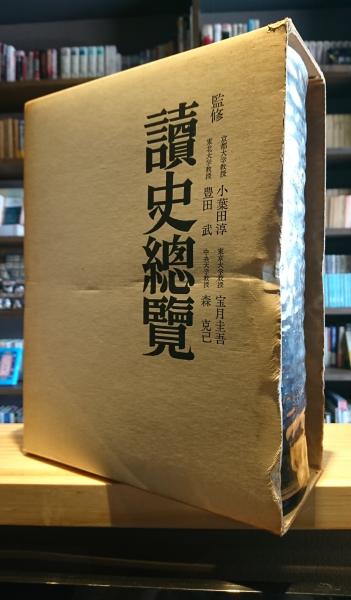 監修
京都大学教授 小葉田淳
東北大学教授 豊田 武
東京大学教授 宝月圭吾
中央大学教授 森 克己
讀史總覽